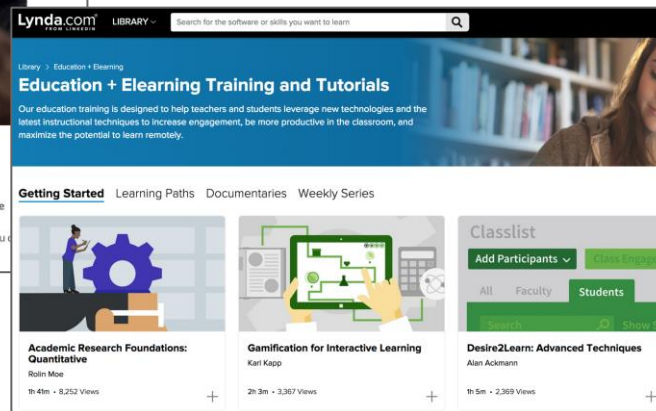 Lynda.com
FROM LINKEDIN
LIBRARY
Search for the software or skills you want to learn
Library > Education + Elearning
Education + Elearning Training and Tutorials
Our education training is designed to help teachers and students leverage new technologies and the
latest instructional techniques to increase engagement, be more productive in the classroom, and
maximize the potential to learn remotely.
Getting Started Learning Paths Documentaries Weekly Series
Classlist
Add Participants
All Faculty Students
Search Show
Academic Research Foundations:
Quantitative
Rolin Moe
1h 41m • 8,252 Views
Gamification for Interactive Learning
Karl Kapp
2h 3m • 3,367 Views
Desire2Learn: Advanced Techniques
Alan Ackmann
1h 5m • 2,369 Views